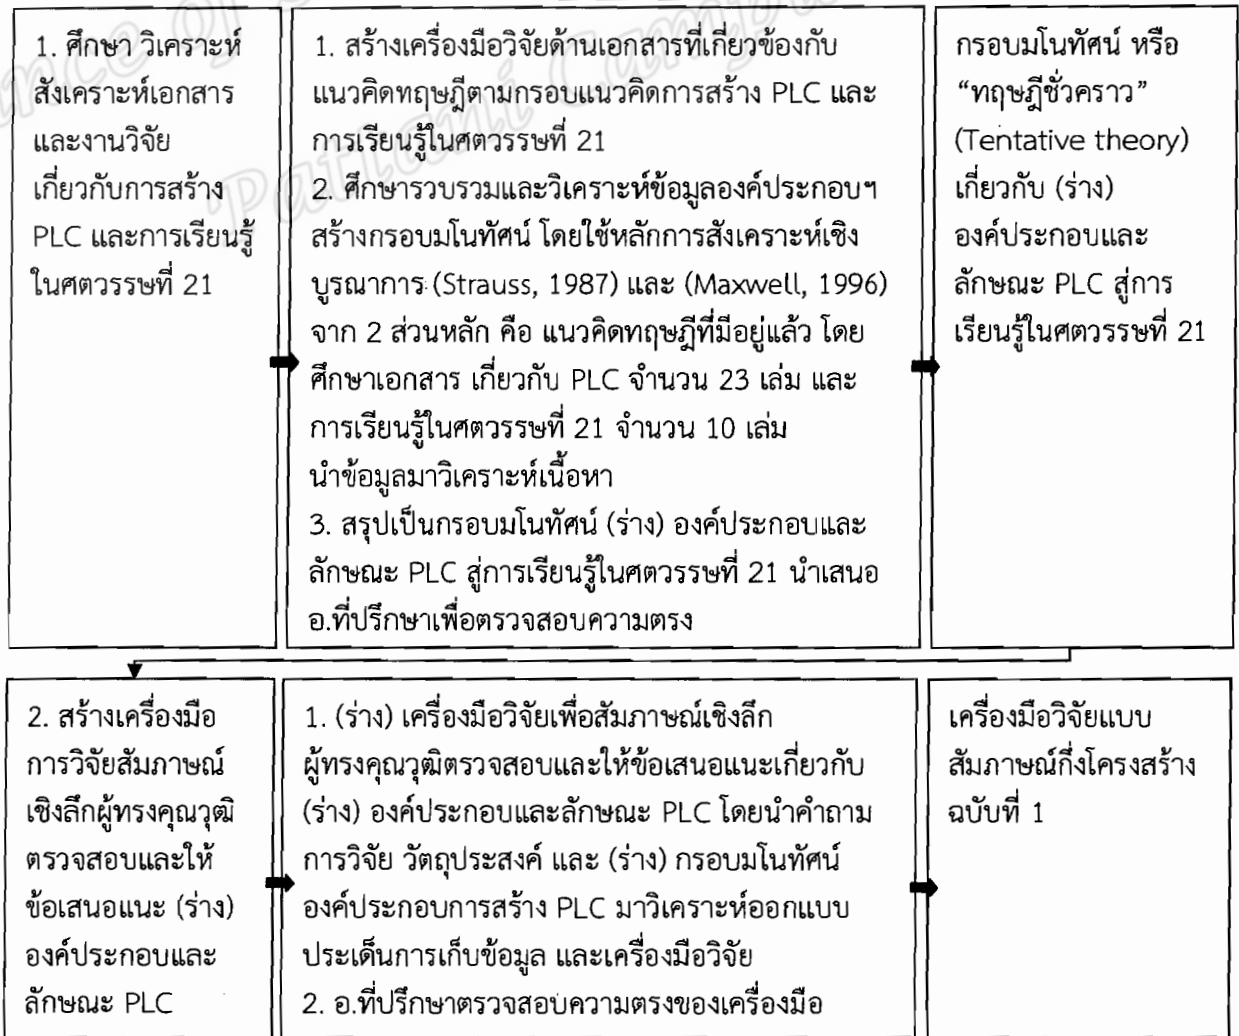 1. ศึกษา วิเคราะห์
สังเคราะห์เอกสาร
และงานวิจัย
เกี่ยวกับการสร้าง
PLC และการเรียนรู้
ในศตวรรษที่ 21
1. สร้างเครื่องมือวิจัยด้านเอกสารที่เกี่ยวข้องกับ
แนวคิดทฤษฎีตามกรอบแนวคิดการสร้าง PLC และ
การเรียนรู้ในศตวรรษที่ 21
2. ศึกษารวบรวมและวิเคราะห์ข้อมูลองค์ประกอบฯ
สร้างกรอบมโนทัศน์ โดยใช้หลักการสังเคราะห์เชิง
บูรณาการ (Strauss, 1987) และ (Maxwell, 1996)
จาก 2 ส่วนหลัก คือ แนวคิดทฤษฎีที่มีอยู่แล้ว โดย
ศึกษาเอกสาร เกี่ยวกับ PLC จำนวน 23 เล่ม และ
การเรียนรู้ในศตวรรษที่ 21 จำนวน 10 เล่ม
นำข้อมูลมาวิเคราะห์เนื้อหา
3. สรุปเป็นกรอบมโนทัศน์ (ร่าง) องค์ประกอบและ
ลักษณะ PLC สู่การเรียนรู้ในศตวรรษที่ 21 นำเสนอ
อ.ที่ปรึกษาเพื่อตรวจสอบความตรง
กรอบมโนทัศน์ หรือ
“ทฤษฎีชั่วคราว”
(Tentative theory)
เกี่ยวกับ (ร่าง)
องค์ประกอบและ
ลักษณะ PLC สู่การ
เรียนรู้ในศตวรรษที่ 21
2. สร้างเครื่องมือ
การวิจัยสัมภาษณ์
เชิงลึกผู้ทรงคุณวุฒิ
ตรวจสอบและให้
ข้อเสนอแนะ (ร่าง)
องค์ประกอบและ
ลักษณะ PLC
1. (ร่าง) เครื่องมือวิจัยเพื่อสัมภาษณ์เชิงลึก
ผู้ทรงคุณวุฒิตรวจสอบและให้ข้อเสนอแนะเกี่ยวกับ
(ร่าง) องค์ประกอบและลักษณะ PLC โดยนำคำถาม
การวิจัย วัตถุประสงค์ และ (ร่าง) กรอบมโนทัศน์
องค์ประกอบการสร้าง PLC มาวิเคราะห์ออกแบบ
ประเด็นการเก็บข้อมูล และเครื่องมือวิจัย
2. อ.ที่ปรึกษาตรวจสอบความตรงของเครื่องมือ
เครื่องมือวิจัยแบบ
สัมภาษณ์กึ่งโครงสร้าง
ฉบับที่ 1
Pattani Campu